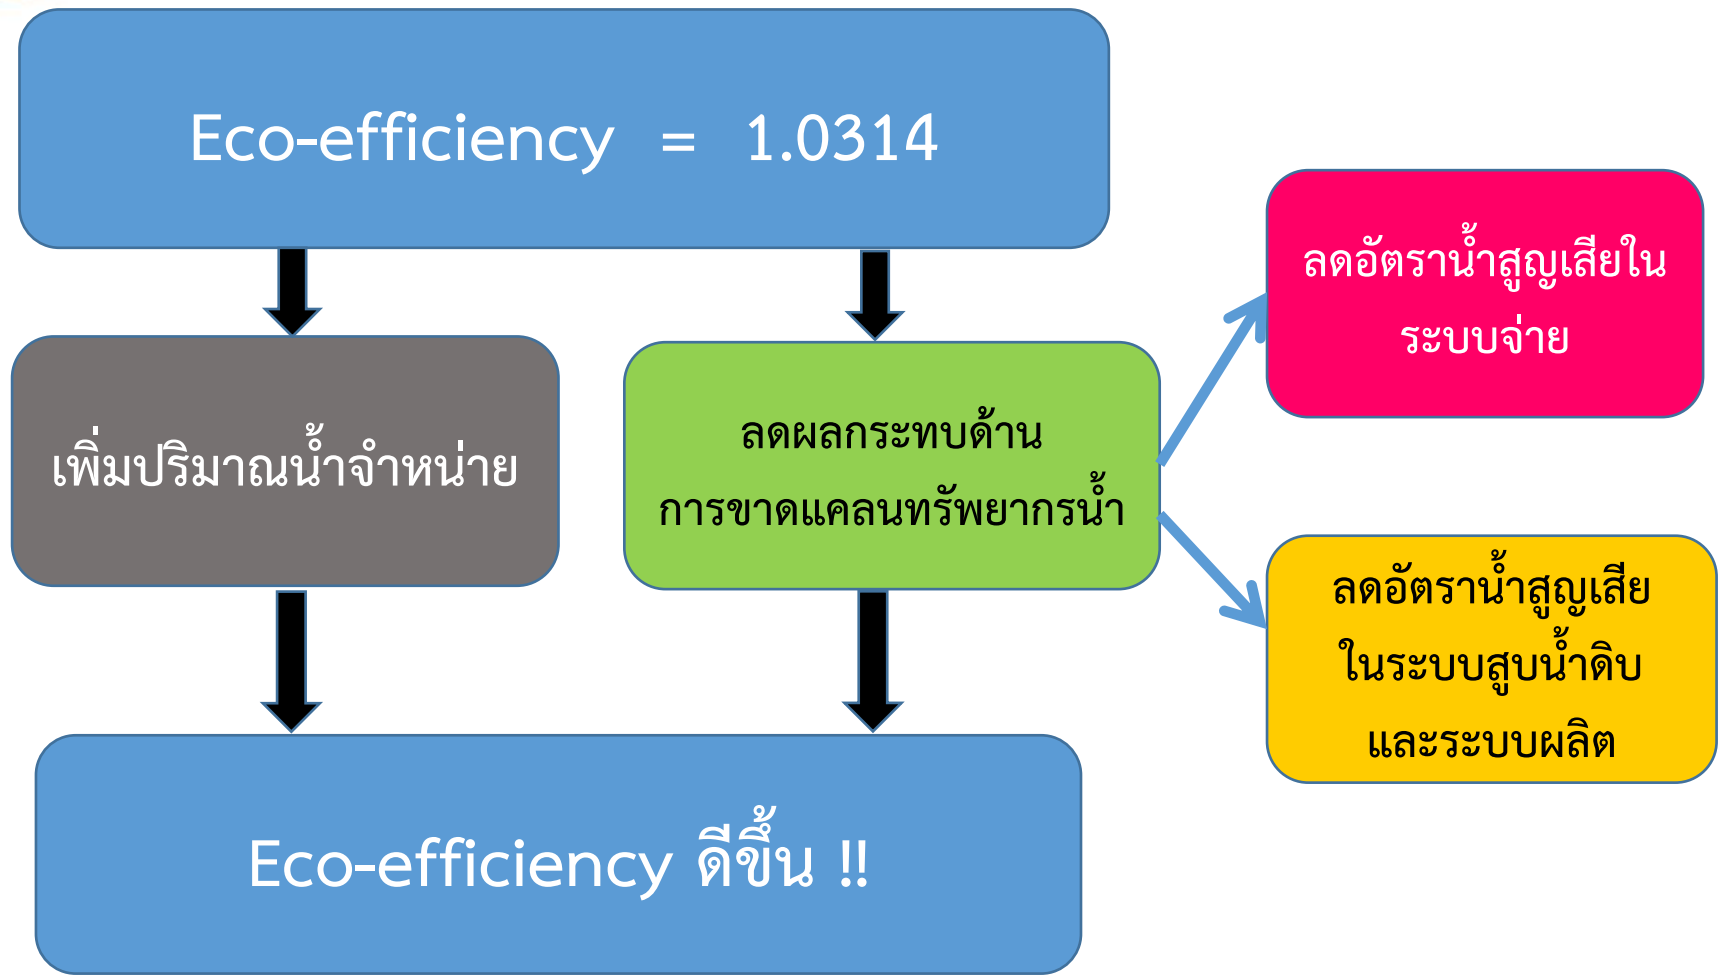 Eco-efficiency = 1.0314
เพิ่มปริมาณน้ำจำหน่าย
ลดผลกระทบด้าน
การขาดแคลนทรัพยากรน้ำ
ลดอัตราน้ำสูญเสียใน
ระบบจ่าย
ลดอัตราน้ำสูญเสีย
ในระบบสูบน้ำดิบ
และระบบผลิต
Eco-efficiency ดีขึ้น !!